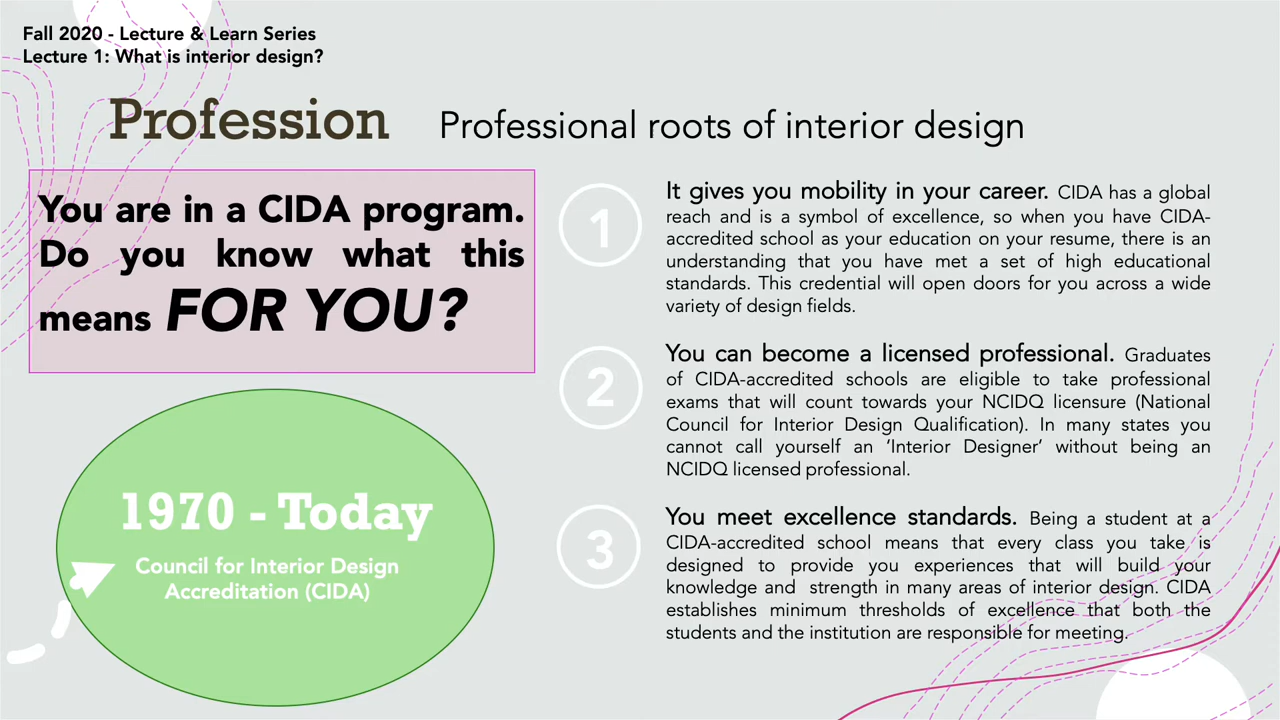 Fall 2020 - Lecture & Learn Series
Lecture 1: What is interior design?
Profession
Professional roots of interior design
You are in a CIDA program.
Do you know what this
means FOR YOU?
1970 - Today
Council for Interior Design
Accreditation (CIDA)
1
It gives you mobility in your career. CIDA has a global
reach and is a symbol of excellence, so when you have CIDA-
accredited school as your education on your resume, there is an
understanding that you have met a set of high educational
standards. This credential will open doors for you across a wide
variety of design fields.
2
You can become a licensed professional. Graduates
of CIDA-accredited schools are eligible to take professional
exams that will count towards your NCIDQ licensure (National
Council for Interior Design Qualification). In many states you
cannot call yourself an ‘Interior Designer’ without being an
NCIDQ licensed professional.
3
You meet excellence standards. Being a student at a
CIDA-accredited school means that every class you take is
designed to provide you experiences that will build your
knowledge and strength in many areas of interior design. CIDA
establishes minimum thresholds of excellence that both the
students and the institution are responsible for meeting.